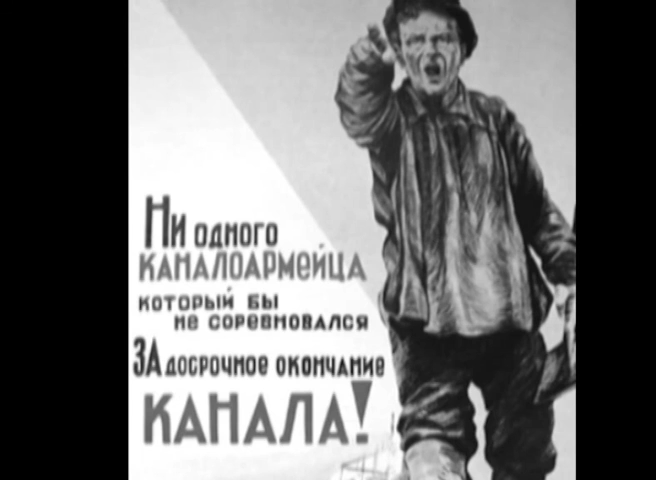 Ни одного
каналоармейца
который бы
не соревновался
за досрочное окончание
канала!